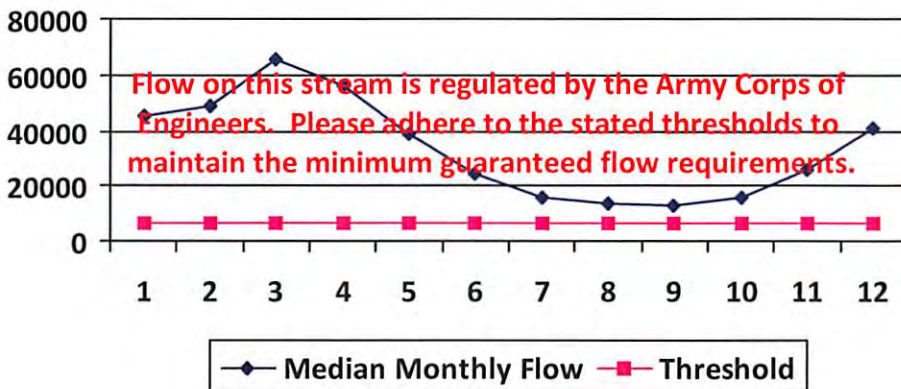 80000
60000
40000
20000
0
Flow on this stream is regulated by the Army Corps of
Engineers. Please adhere to the stated thresholds to
maintain the minimum guaranteed flow requirements.
1 2 3 4 5 6 7 8 9 10 11 12
Median Monthly Flow Threshold